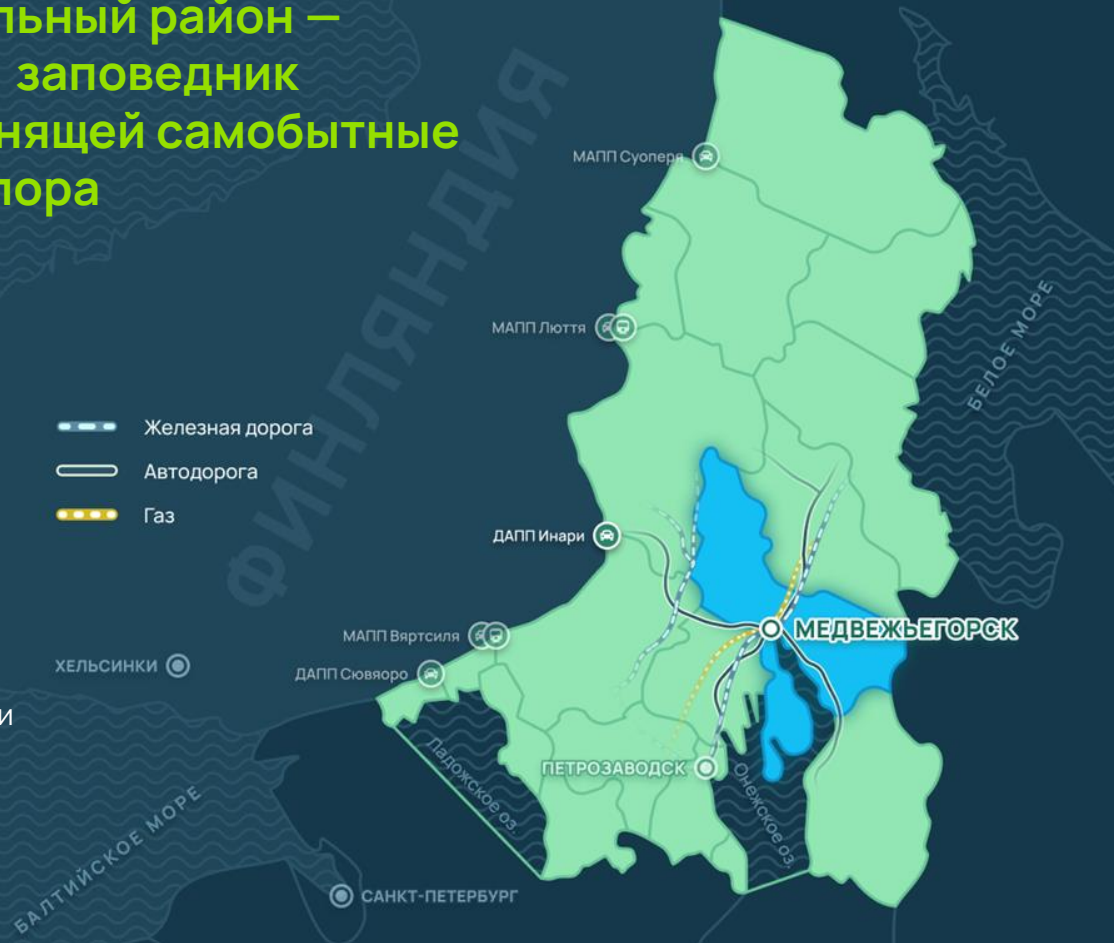 льный район —
заповедник
нящей самобытные
лора
МАПП Суоперя
ФИНЛЯНДИЯ
БЕЛОЕ МОРЕ
МАПП Люття
Железная дорога
Автодорога
Газ
ДАПП Инари
МЕДВЕЖЬЕГОРСК
МАПП Вяртсиля
ХЕЛЬСИНКИ
ДАПП Сювяоро
и
Ладожское оз.
ПЕТРОЗАВОДСК
Онежское оз.
БАЛТИЙСКОЕ МОРЕ
САНКТ-ПЕТЕРБУРГ